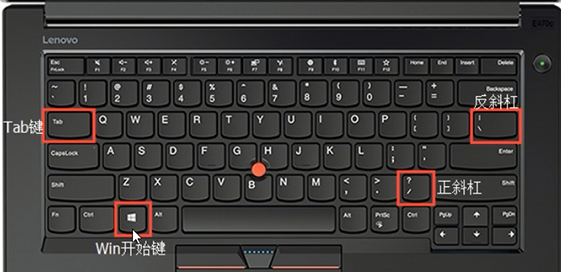 Lenovo
E470c
Esc FnLock F1 F2 F3 F4 F5 F6 F7 F8 F9 F10 F11 F12 Home End Insert Delete
~ ` ! 1 @ 2 # 3 $ 4 % 5 ^ 6 & 7 * 8 ( 9 ) 0 _ - + = Backspace
反斜杠
Tab键
Tab Q W E R T Y U I O P { [ } ] | \
CapsLock A S D F G H J K L : ; " ' Enter
Shift Z X C V B N M < , > . ? / Shift
正斜杠
Fn Ctrl Alt Alt PrtSc Ctrl PgUp ↑ PgDn
← ↓ →
Win开始键